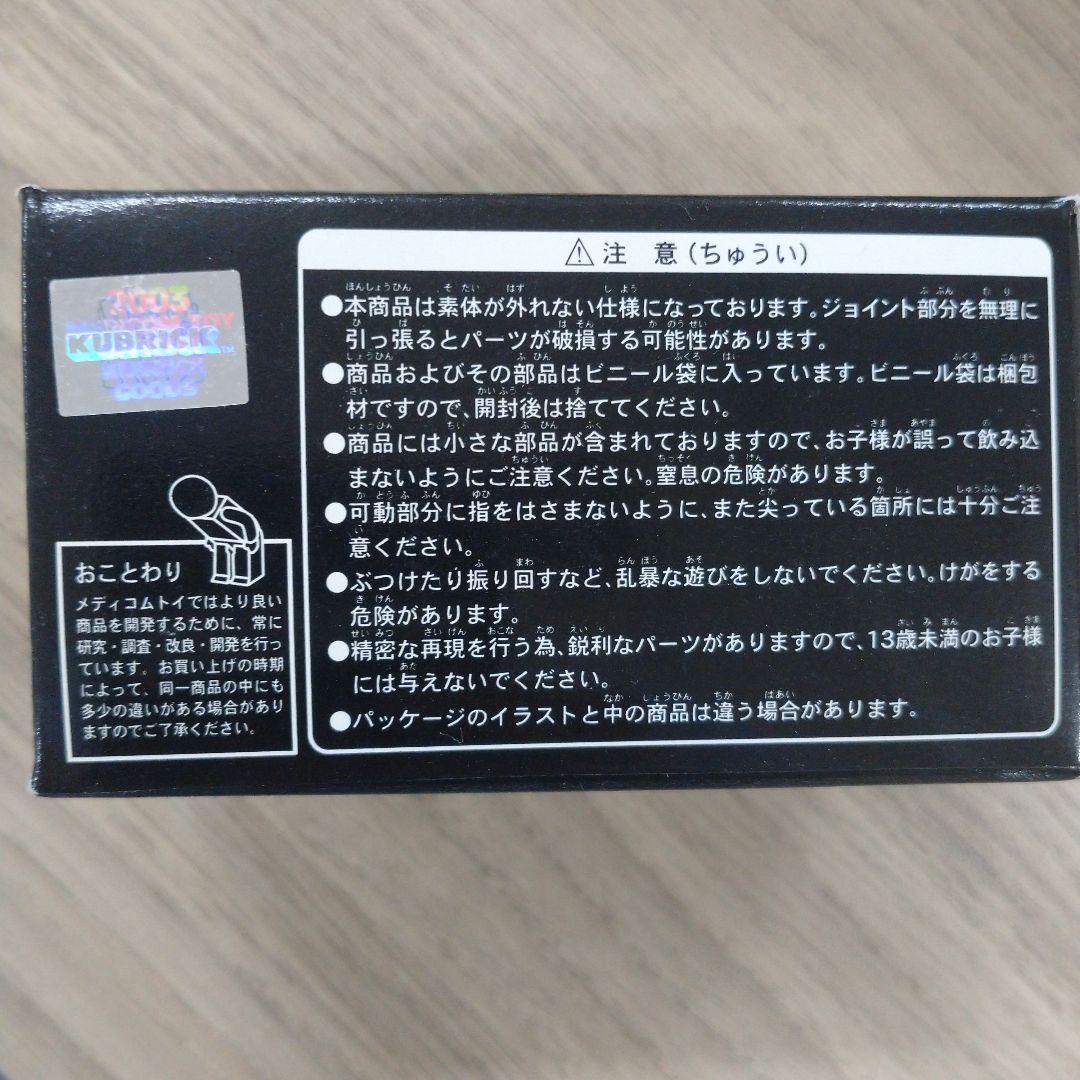 2003
KUBRICK™
⚠注 意(ちゅうい)
●本商品は素体が外れない仕様になっております。ジョイント部分を無理に
引っ張るとパーツが破損する可能性があります。
●商品およびその部品はビニール袋に入っています。ビニール袋は梱包
材ですので、開封後は捨ててください。
●商品には小さな部品が含まれておりますので、お子様が誤って飲み込
まないようにご注意ください。窒息の危険があります。
●可動部分に指をはさまないように、また尖っている箇所には十分ご注
意ください。
●ぶつけたり振り回すなど、乱暴な遊びをしないでください。けがをする
危険があります。
●精密な再現を行う為、鋭利なパーツがありますので、13歳未満のお子様
には与えないでください。
●パッケージのイラストと中の商品は違う場合があります。
おことわり
メディコムトイではより良い
商品を開発するために、常に
研究・調査・改良・開発を行っ
ています。お買い上げの時期
によって、同一商品の中にも
多少の違いがある場合があり
ますのでご了承ください。